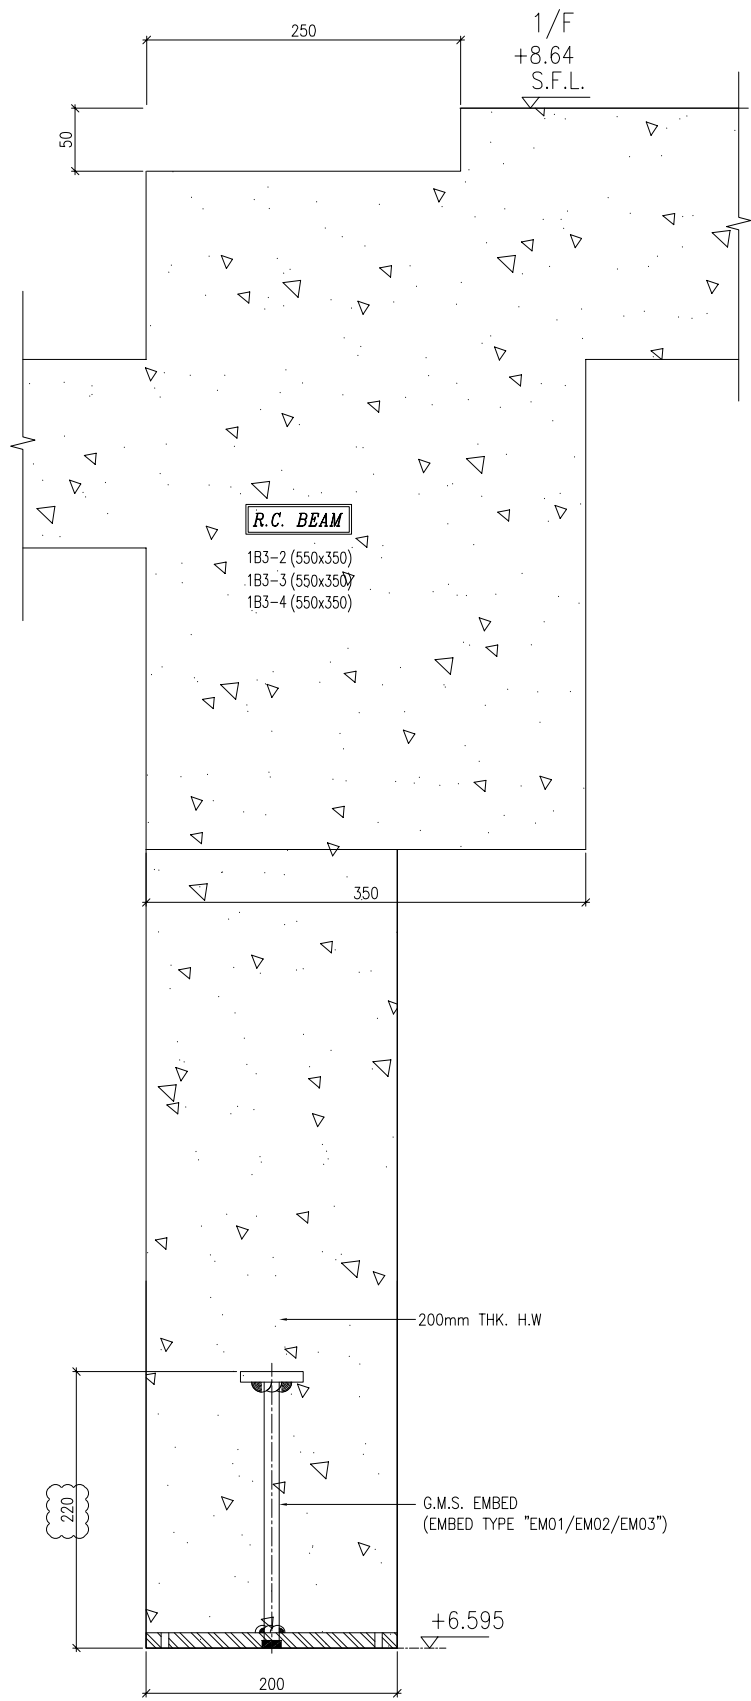 250
1/F
+8.64
S.F.L.
50
R.C. BEAM
1B3-2 (550x350)
1B3-3 (550x350)
1B3-4 (550x350)
350
200mm THK. H.W
220
G.M.S. EMBED
(EMBED TYPE "EM01/EM02/EM03")
+6.595
200